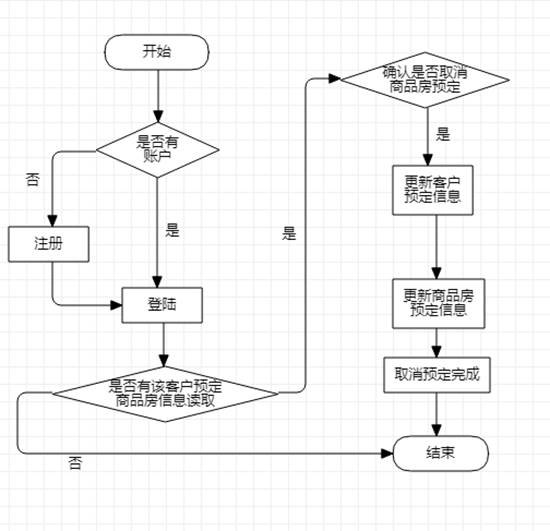 开始
是否有
账户
否
是
注册
登陆
是否有该客户预定
商品房信息读取
否
是
确认是否取消
商品房预定
是
更新客户
预定信息
更新商品房
预定信息
取消预定完成
结束